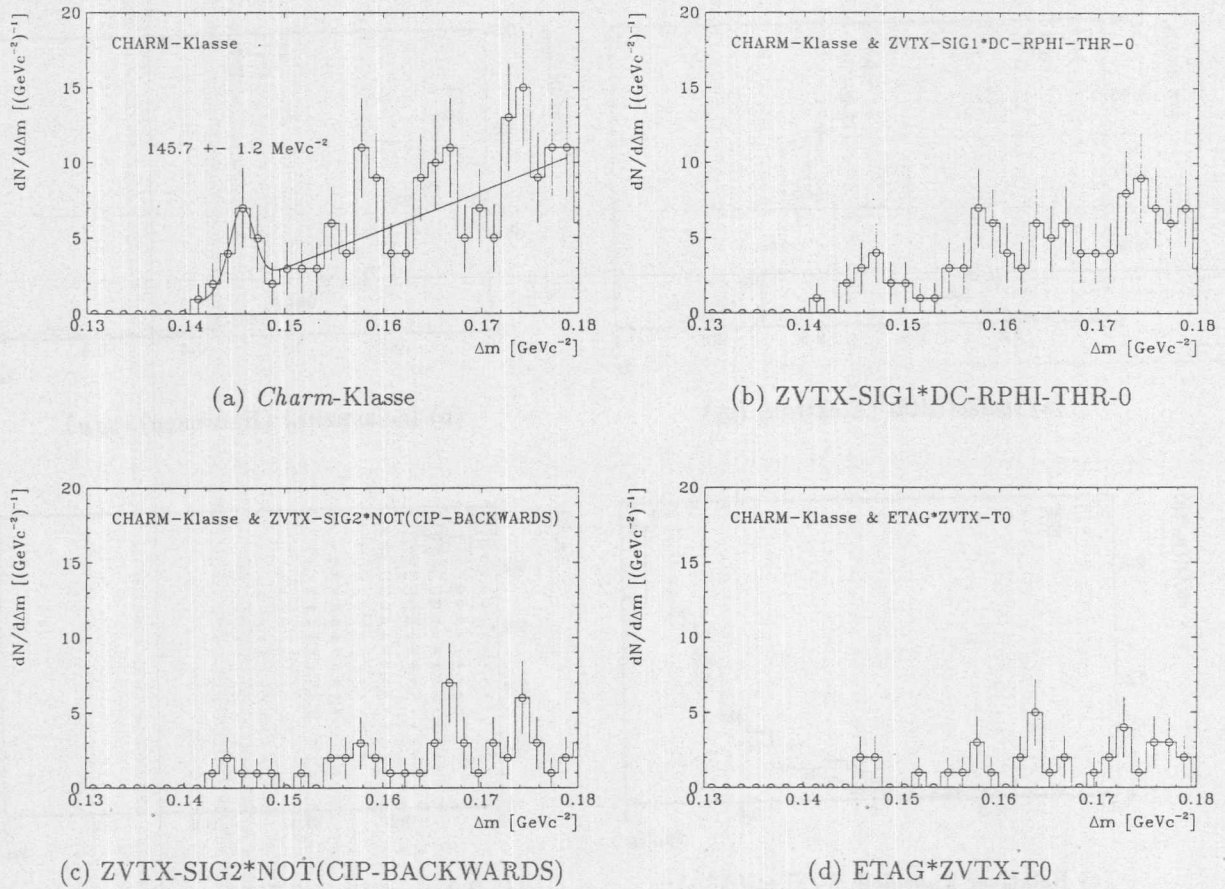 20
15
10
5
0
dN/dΔm [(GeVc⁻²)⁻¹]
CHARM-Klasse
145.7 +− 1.2 MeVc⁻²
0.13 0.14 0.15 0.16 0.17 0.18
Δm [GeVc⁻²]
(a) Charm-Klasse
20
15
10
5
0
dN/dΔm [(GeVc⁻²)⁻¹]
CHARM-Klasse & ZVTX-SIG1*DC-RPHI-THR-0
0.13 0.14 0.15 0.16 0.17 0.18
Δm [GeVc⁻²]
(b) ZVTX-SIG1*DC-RPHI-THR-0
20
15
10
5
0
dN/dΔm [(GeVc⁻²)⁻¹]
CHARM-Klasse & ZVTX-SIG2*NOT(CIP-BACKWARDS)
0.13 0.14 0.15 0.16 0.17 0.18
Δm [GeVc⁻²]
(c) ZVTX-SIG2*NOT(CIP-BACKWARDS)
20
15
10
5
0
dN/dΔm [(GeVc⁻²)⁻¹]
CHARM-Klasse & ETAG*ZVTX-T0
0.13 0.14 0.15 0.16 0.17 0.18
Δm [GeVc⁻²]
(d) ETAG*ZVTX-T0